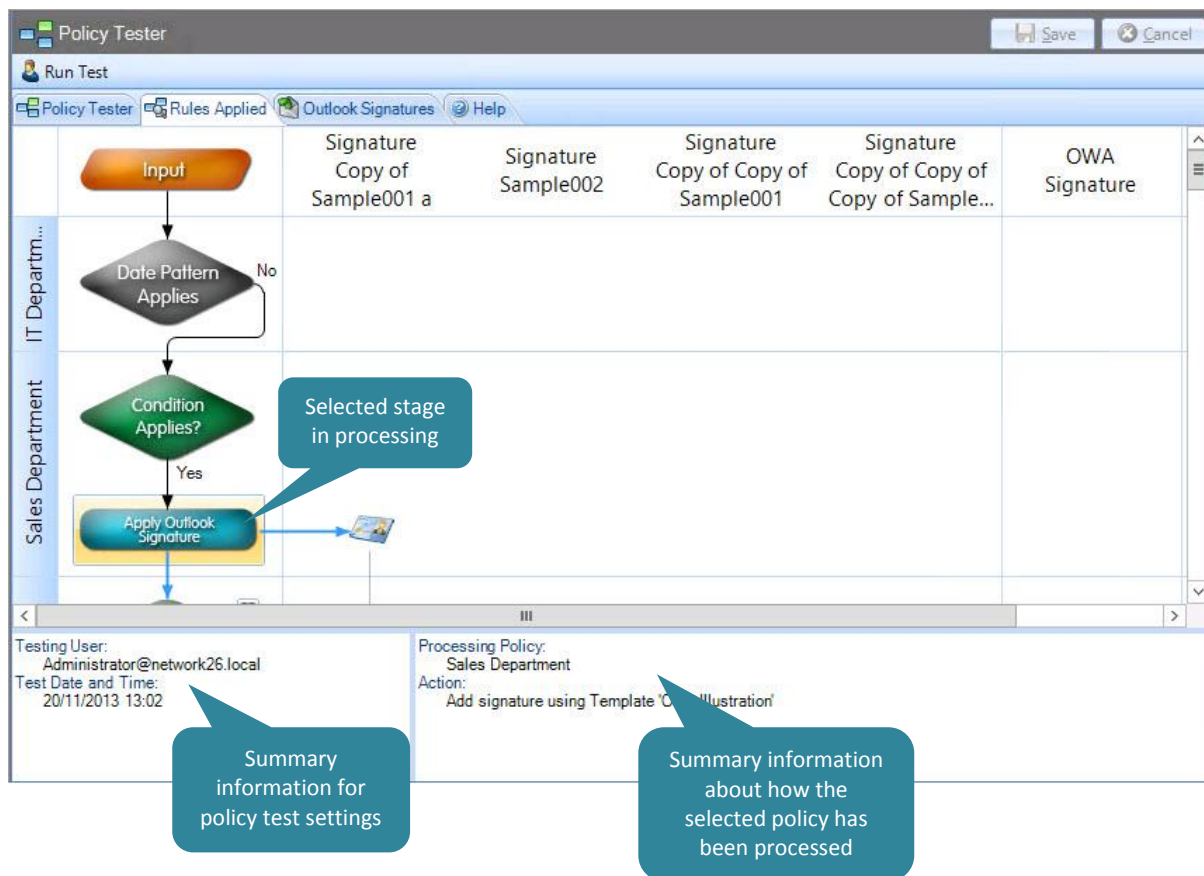 Policy Tester
Save
Cancel
Run Test
Policy Tester
Rules Applied
Outlook Signatures
Help
Input
Signature
Copy of
Sample001 a
Signature
Sample002
Signature
Copy of Copy of
Sample001
Signature
Copy of Copy of
Copy of Sample...
OWA
Signature
IT Departm...
Date Pattern
Applies
No
Sales Department
Condition
Applies?
Yes
Selected stage
in processing
Apply Outlook
Signature
Testing User:
Administrator@network26.local
Test Date and Time:
20/11/2013 13:02
Processing Policy:
Sales Department
Action:
Add signature using Template
Summary
information for
policy test settings
Summary information
about how the
selected policy has
been processed